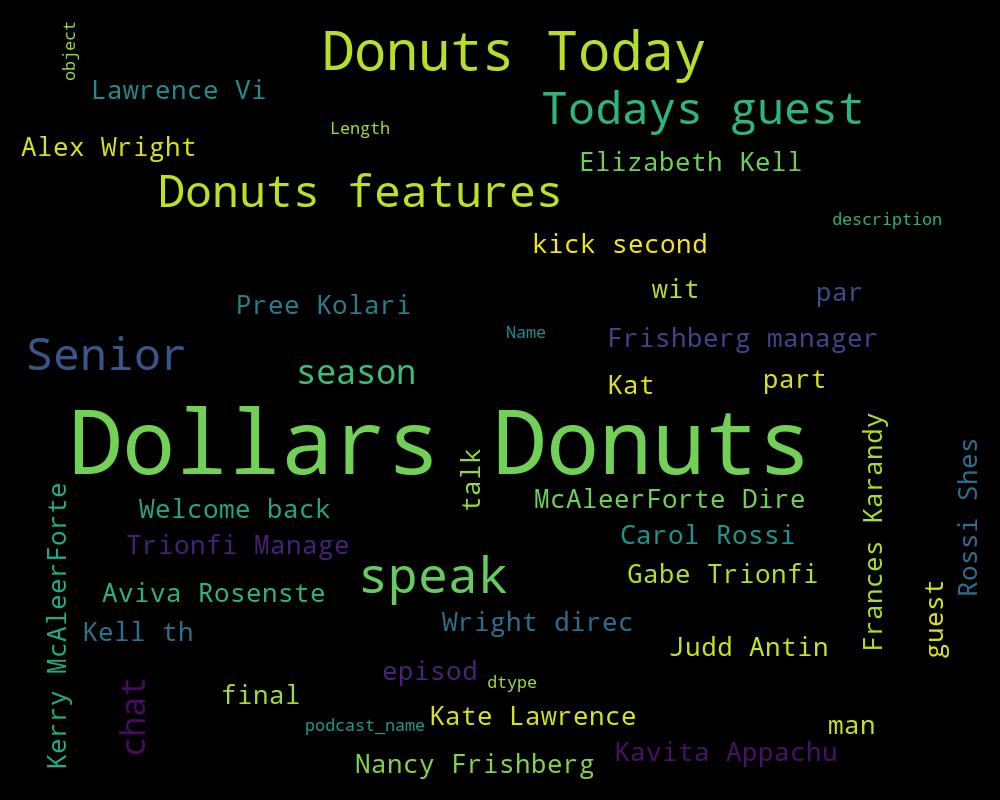 object
Donuts Today
Lawrence Vi
Todays guest
Length
Alex Wright
Elizabeth Kell
Donuts features
description
kick second
wit
par
Pree Kolari
Name
Frishberg manager
Senior
season
Kat
part
Dollars Donuts
talk
Frances Karandy
Rossi Shes
McAleerForte Dire
Welcome back
Carol Rossi
Trionfi Manage
Kerry McAleerForte
speak
Gabe Trionfi
Aviva Rosenste
guest
Wright direc
Kell th
Judd Antin
episod
dtype
final
chat
Kate Lawrence
podcast_name
man
Kavita Appachu
Nancy Frishberg